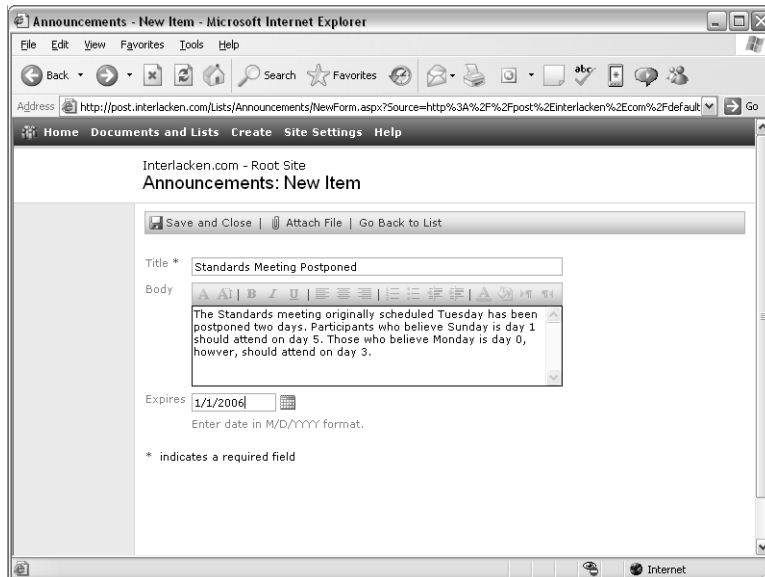 Announcements - New Item - Microsoft Internet Explorer
File Edit View Favorites Tools Help
Back Search Favorites abc
Address http://post.interlacken.com/Lists/Announcements/NewForm.aspx?Source=http%3A%2F%2Fpost%2Einterlacken%2Ecom%2Fdefault Go
Home Documents and Lists Create Site Settings Help
Interlacken.com - Root Site
Announcements: New Item
Save and Close | Attach File | Go Back to List
Title * Standards Meeting Postponed
Body
A A | B I U | A
The Standards meeting originally scheduled Tuesday has been
postponed two days. Participants who believe Sunday is day 1
should attend on day 5. Those who believe Monday is day 0,
howver, should attend on day 3.
Expires 1/1/2006
Enter date in M/D/YYYY format.
* indicates a required field
Internet